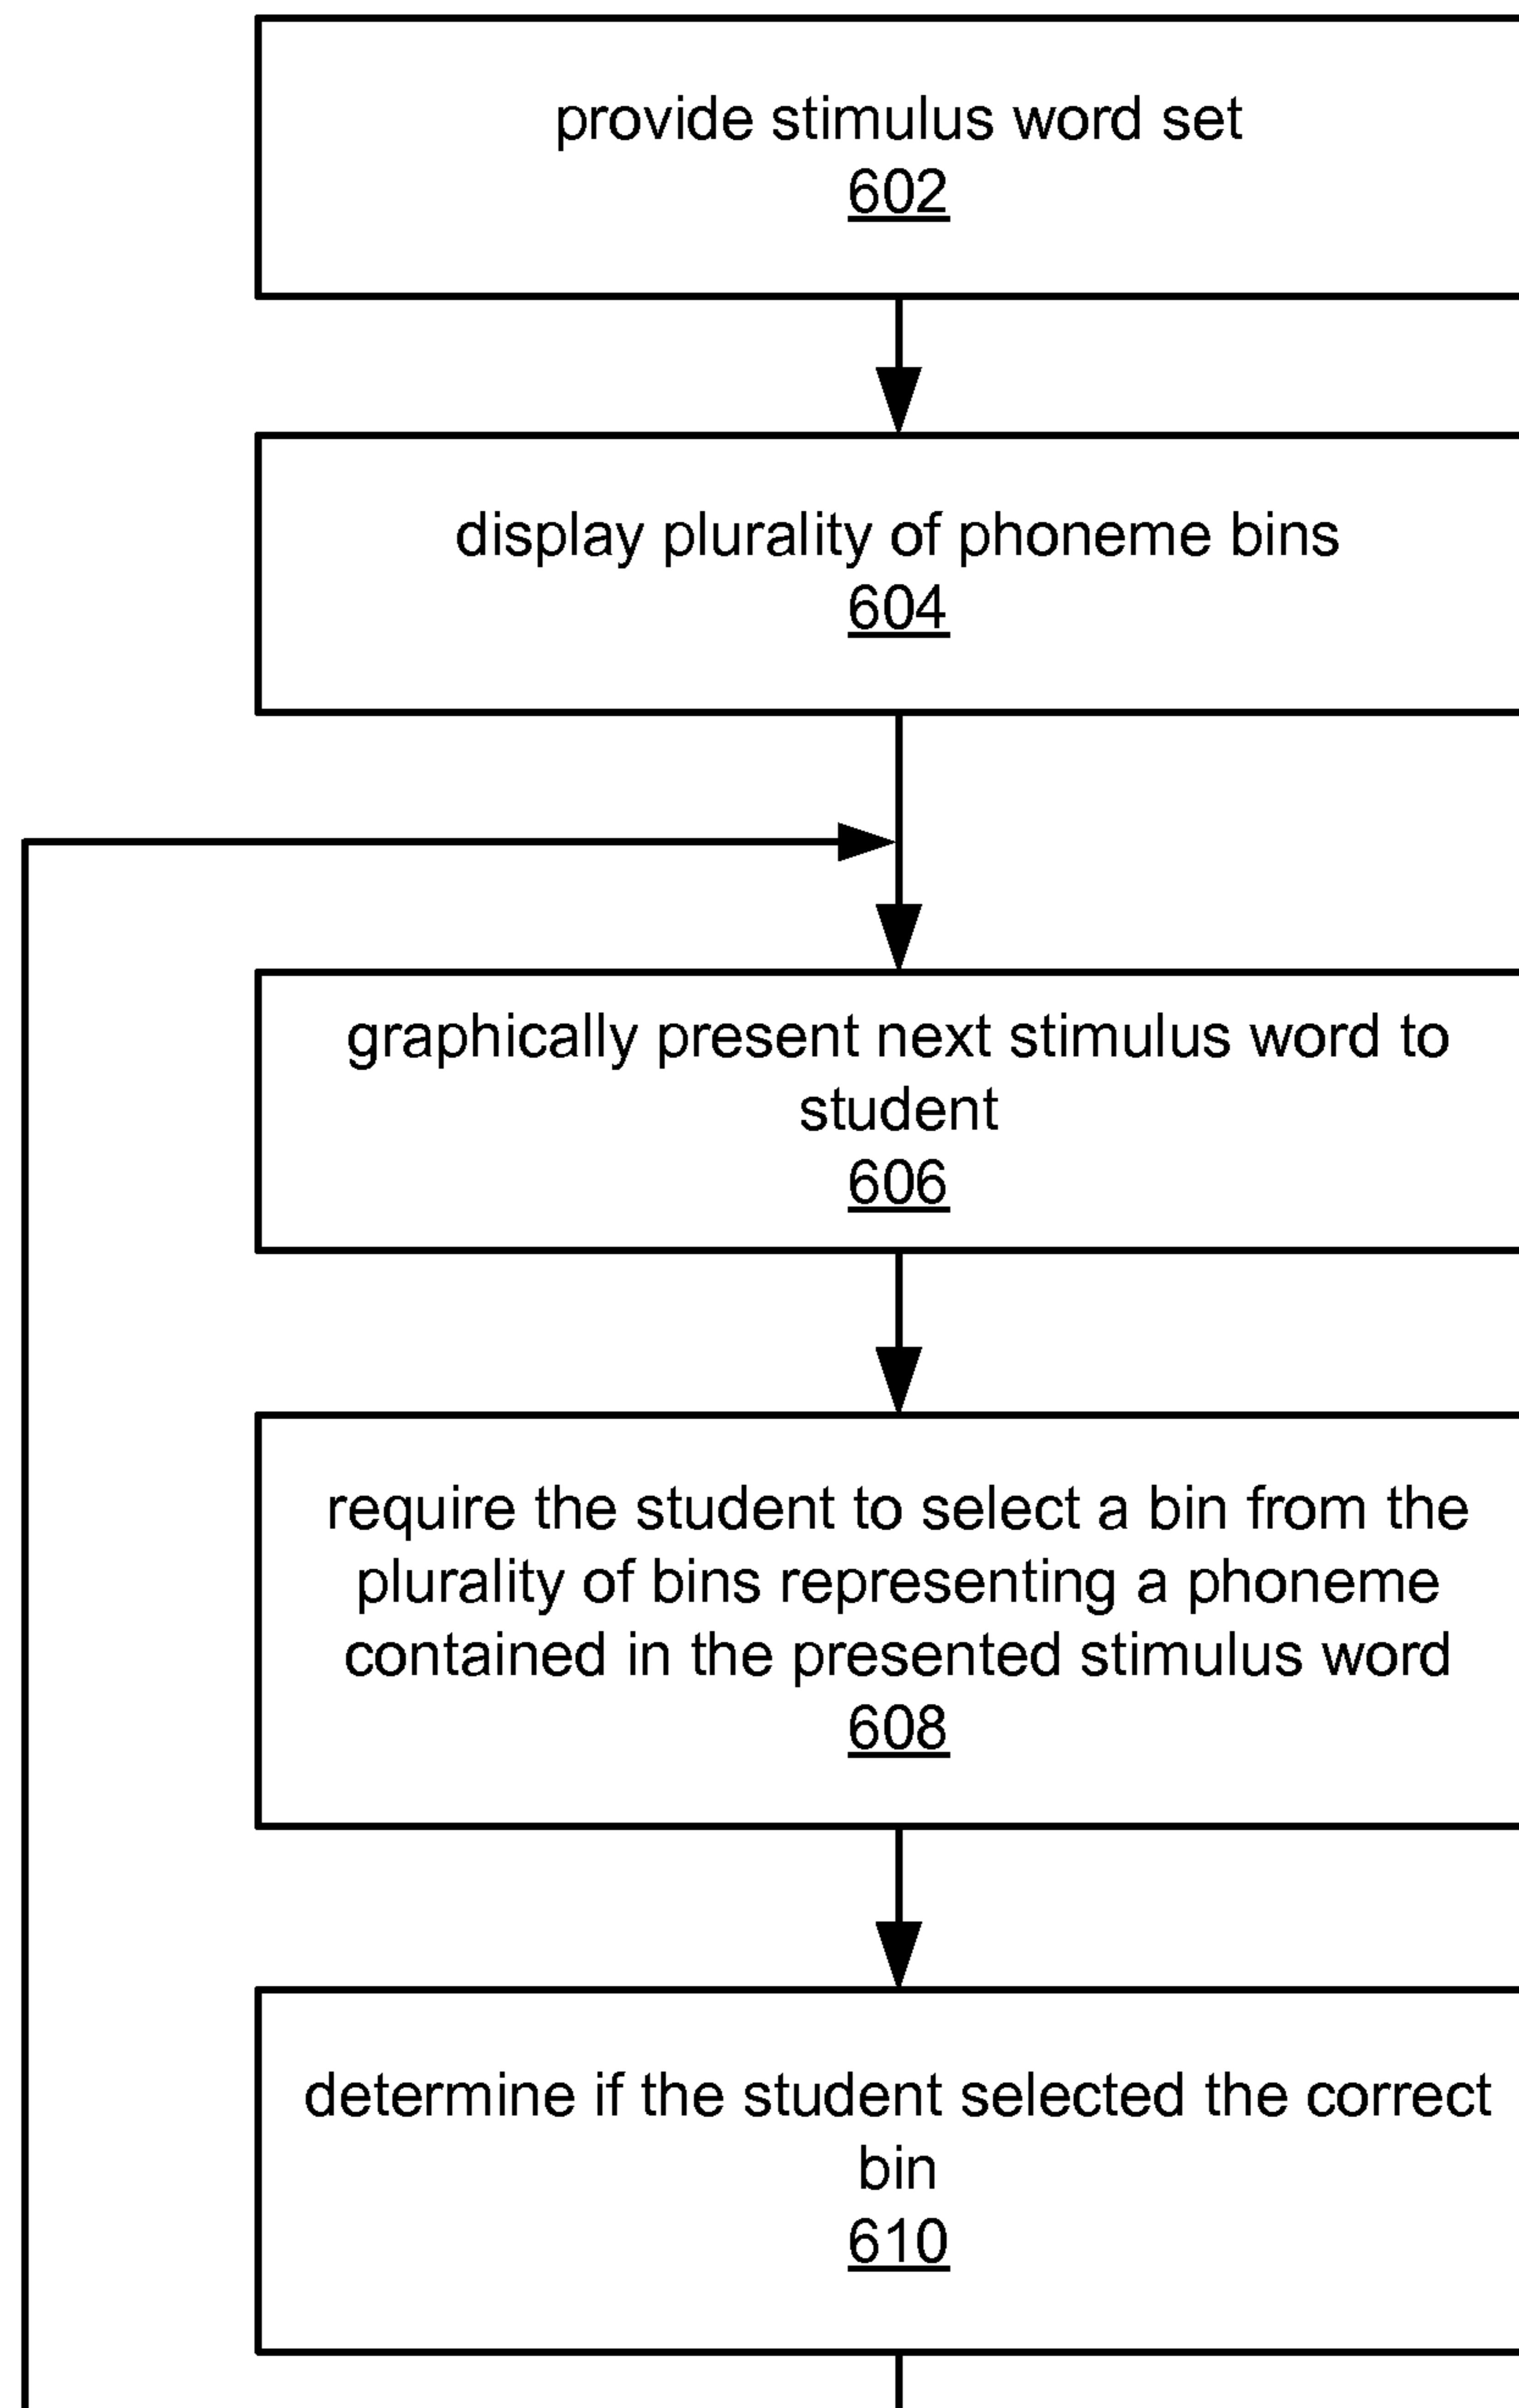 provide stimulus word set
602
display plurality of phoneme bins
604
graphically present next stimulus word to
student
606
require the student to select a bin from the
plurality of bins representing a phoneme
contained in the presented stimulus word
608
determine if the student selected the correct
bin
610